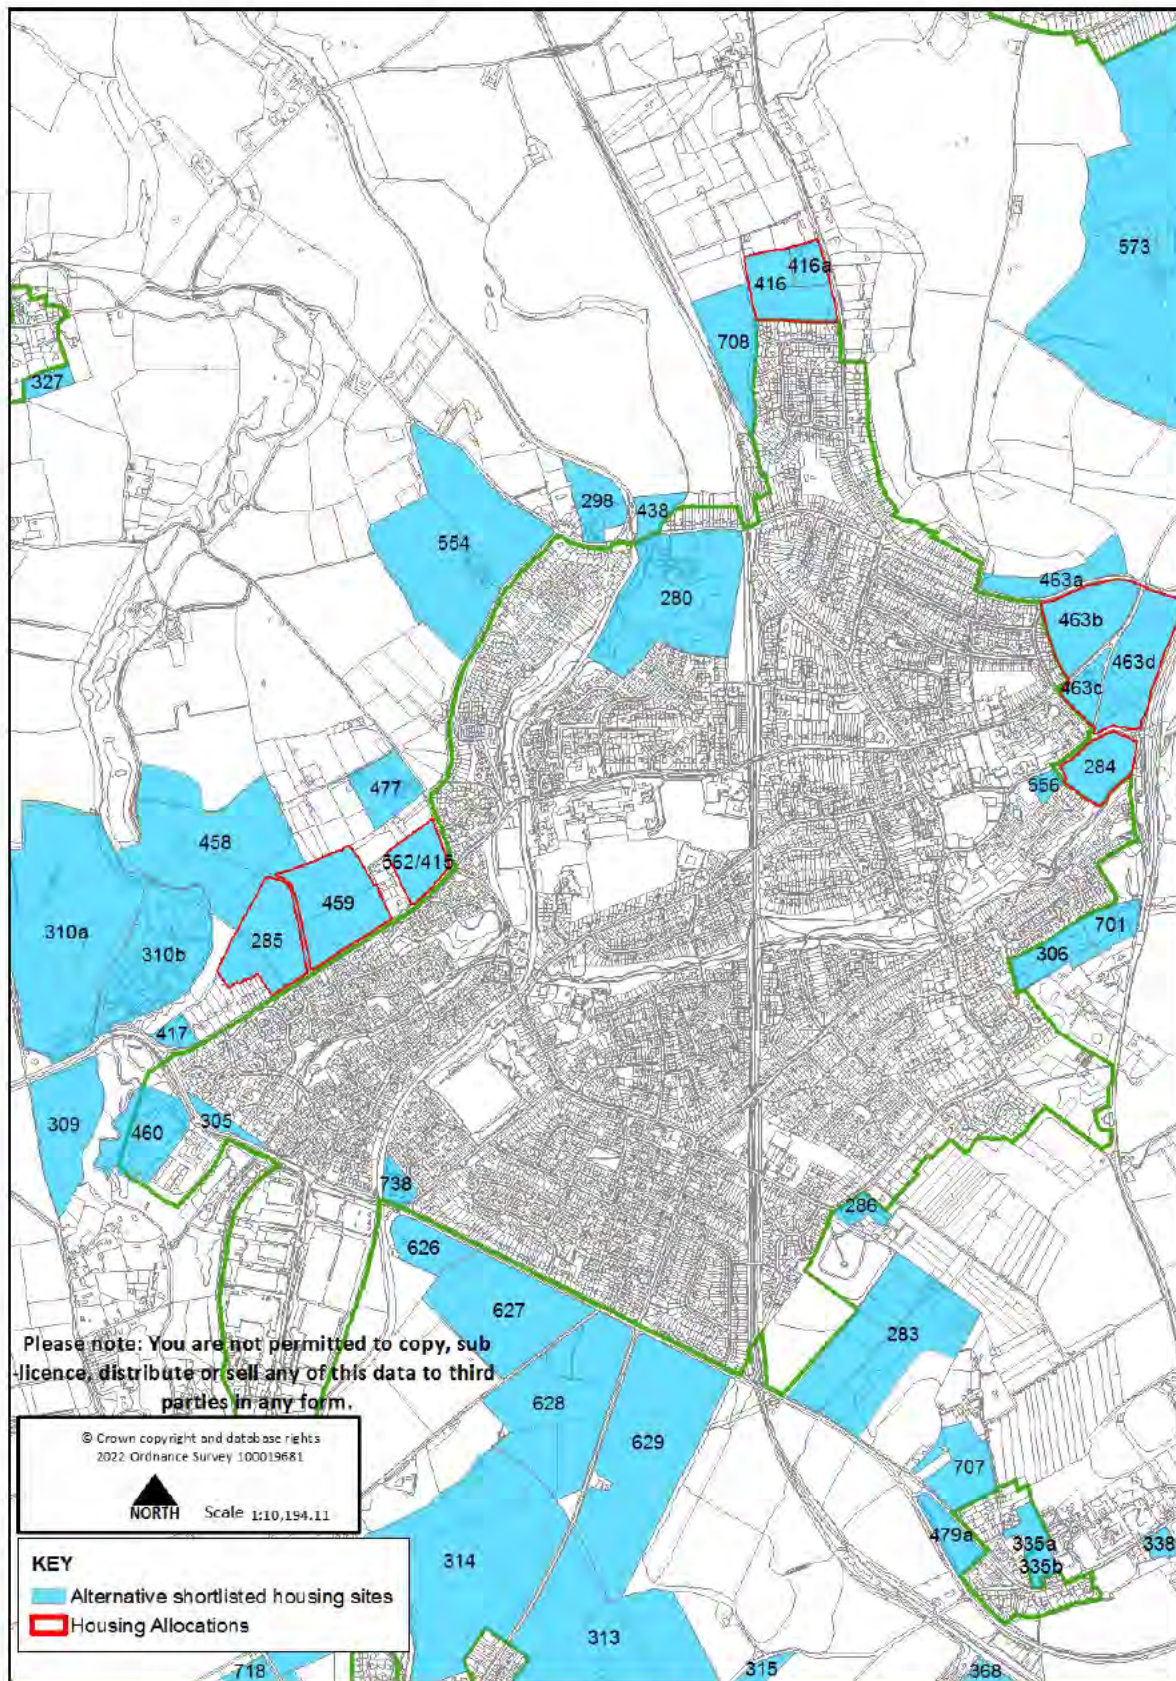 573
416a
416
708
327
298
438
554
280
463a
463b
463d
463c
284
556
477
458
562/415
459
310a
285
310b
701
306
417
309
460
305
738
286
626
627
283
Please note: You are not permitted to copy, sub
licence, distribute or sell any of this data to third
parties in any form.
628
629
© Crown copyright and database rights
2022 Ordnance Survey 100019681
NORTH Scale 1:10,194.11
707
479a
335a
335b
338
314
KEY
Alternative shortlisted housing sites
Housing Allocations
313
718
315
368